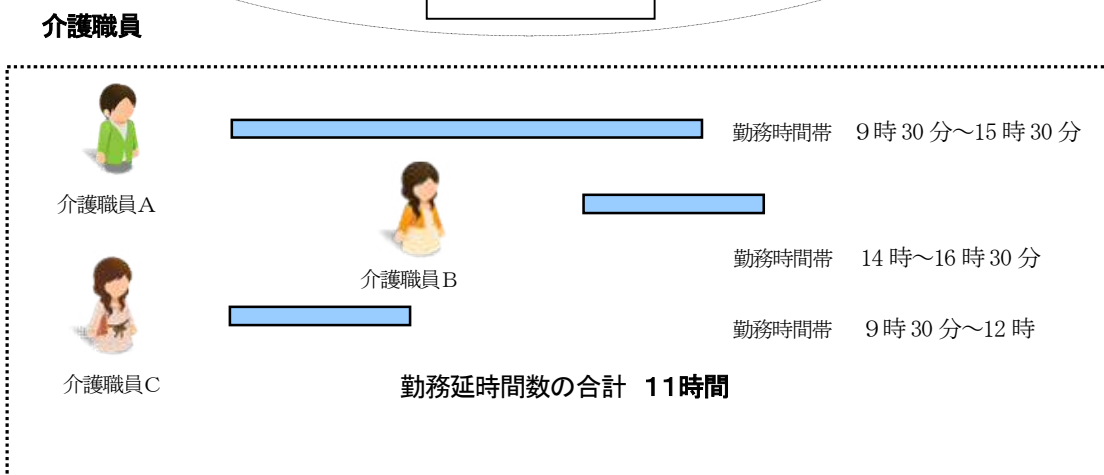 介護職員
勤務時間帯 9時30分~15時30分
介護職員A
勤務時間帯 14時~16時30分
介護職員B
勤務時間帯 9時30分~12時
介護職員C
勤務延時間数の合計 11時間